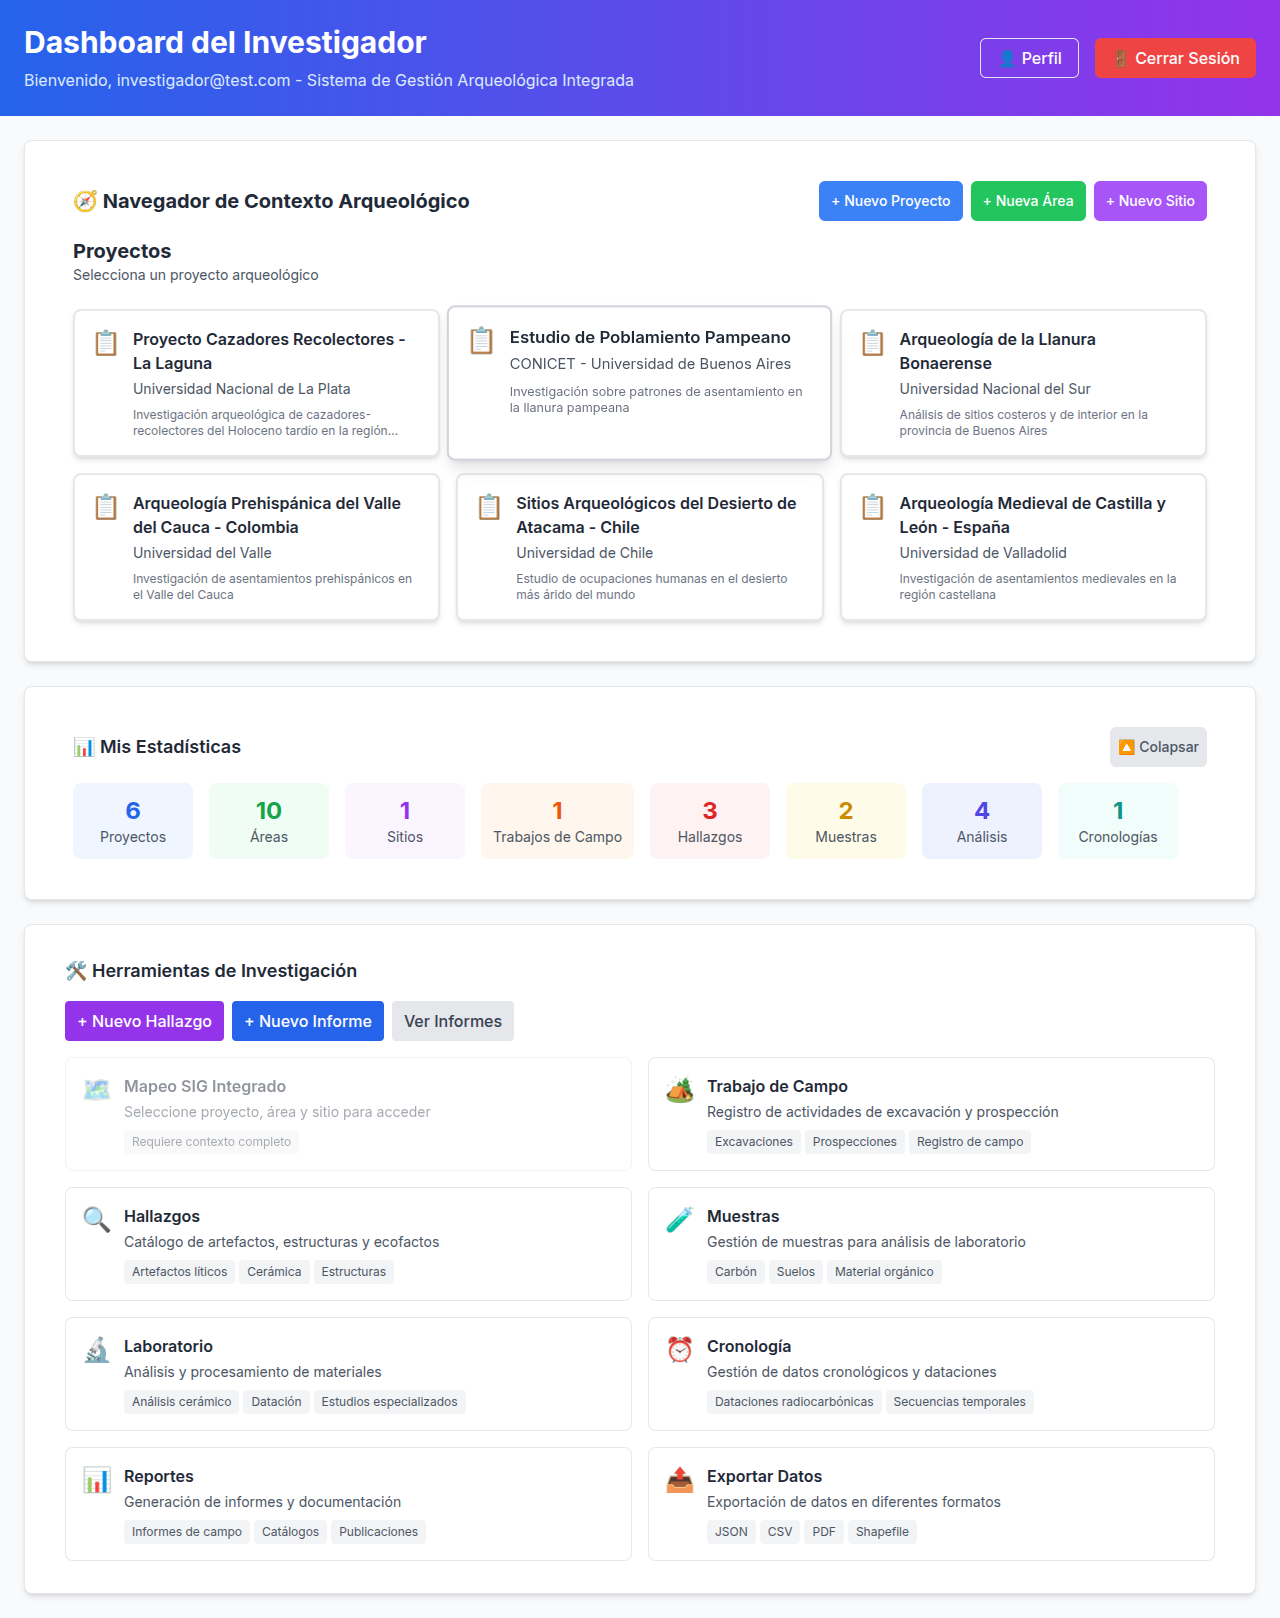 Dashboard del Investigador
Bienvenido, investigador@test.com - Sistema de Gestión Arqueológica Integrada
Perfil
Cerrar Sesión
Navegador de Contexto Arqueológico
+ Nuevo Proyecto
+ Nueva Área
+ Nuevo Sitio
Proyectos
Selecciona un proyecto arqueológico
Proyecto Cazadores Recolectores -
La Laguna
Universidad Nacional de La Plata
Investigación arqueológica de cazadores-
recolectores del Holoceno tardío en la región...
Estudio de Poblamiento Pampeano
CONICET - Universidad de Buenos Aires
Investigación sobre patrones de asentamiento en
la llanura pampeana
Arqueología de la Llanura
Bonaerense
Universidad Nacional del Sur
Análisis de sitios costeros y de interior en la
provincia de Buenos Aires
Arqueología Prehispánica del Valle
del Cauca - Colombia
Universidad del Valle
Investigación de asentamientos prehispánicos en
el Valle del Cauca
Sitios Arqueológicos del Desierto de
Atacama - Chile
Universidad de Chile
Estudio de ocupaciones humanas en el desierto
más árido del mundo
Arqueología Medieval de Castilla y
León - España
Universidad de Valladolid
Investigación de asentamientos medievales en la
región castellana
Mis Estadísticas
Colapsar
6
Proyectos
10
Áreas
1
Sitios
1
Trabajos de Campo
3
Hallazgos
2
Muestras
4
Análisis
1
Cronologías
Herramientas de Investigación
+ Nuevo Hallazgo
+ Nuevo Informe
Ver Informes
Mapeo SIG Integrado
Seleccione proyecto, área y sitio para acceder
Requiere contexto completo
Trabajo de Campo
Registro de actividades de excavación y prospección
Excavaciones
Prospecciones
Registro de campo
Hallazgos
Catálogo de artefactos, estructuras y ecofactos
Artefactos líticos
Cerámica
Estructuras
Muestras
Gestión de muestras para análisis de laboratorio
Carbón
Suelos
Material orgánico
Laboratorio
Análisis y procesamiento de materiales
Análisis cerámico
Datación
Estudios especializados
Cronología
Gestión de datos cronológicos y dataciones
Dataciones radiocarbónicas
Secuencias temporales
Reportes
Generación de informes y documentación
Informes de campo
Catálogos
Publicaciones
Exportar Datos
Exportación de datos en diferentes formatos
JSON
CSV
PDF
Shapefile